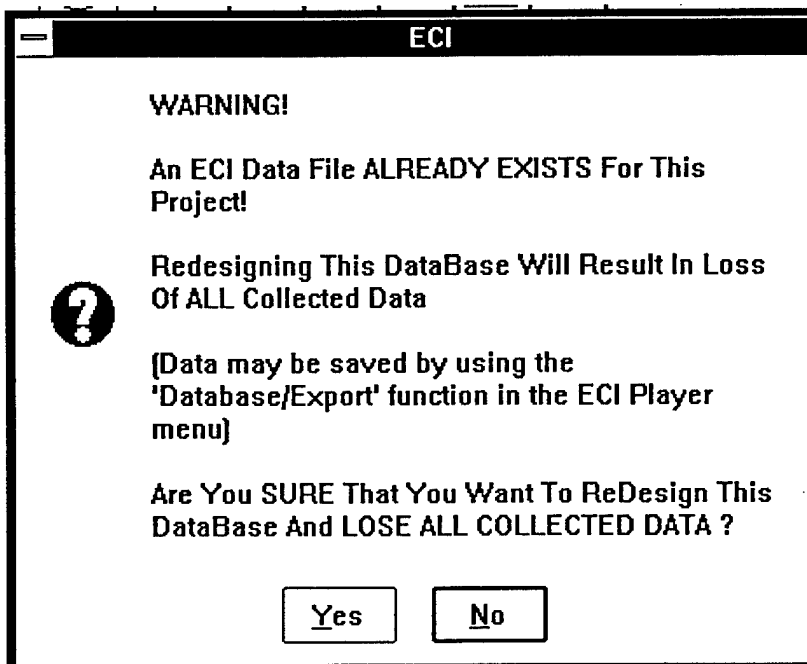 ECI
WARNING!
An ECI Data File ALREADY EXISTS For This
Project!
Redesigning This DataBase Will Result In Loss
Of ALL Collected Data
(Data may be saved by using the
'Database/Export' function in the ECI Player
menu)
Are You SURE That You Want To ReDesign This
DataBase And LOSE ALL COLLECTED DATA ?
Yes No